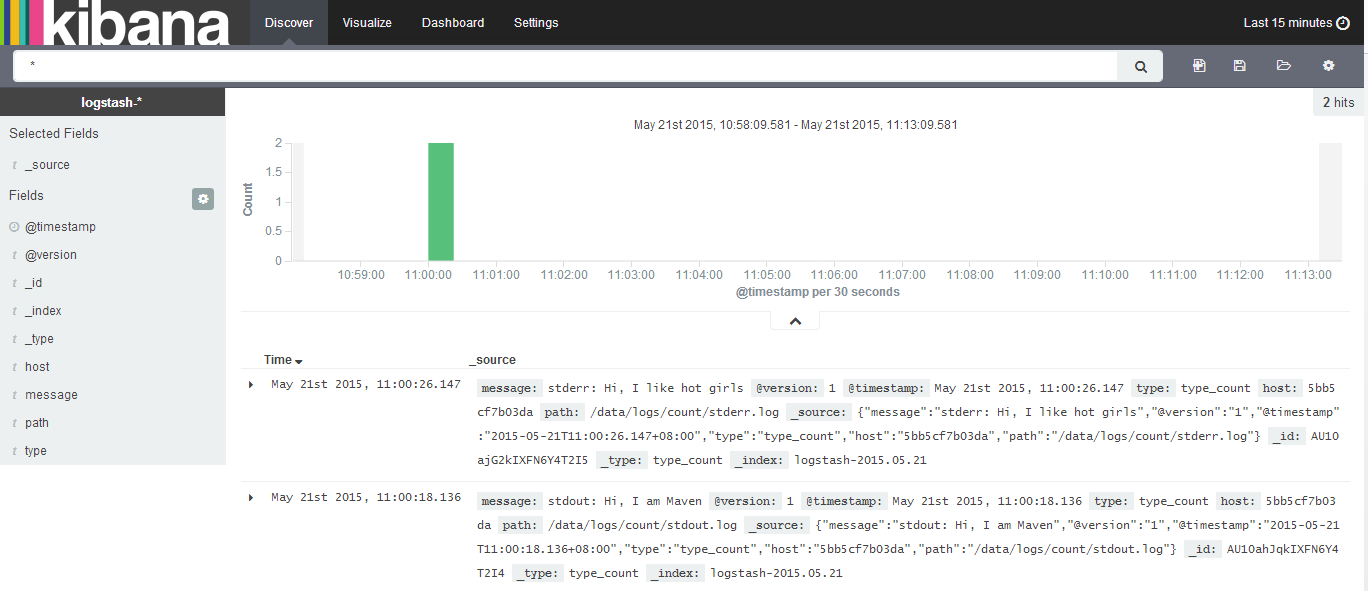 kibana
Discover
Visualize
Dashboard
Settings
Last 15 minutes
*
logstash-*
2 hits
Selected Fields
t _source
Fields
@timestamp
t @version
t _id
t _index
t _type
t host
t message
t path
t type
May 21st 2015, 10:58:09.581 - May 21st 2015, 11:13:09.581
Count
2
1.5
1
0.5
0
10:59:00 11:00:00 11:01:00 11:02:00 11:03:00 11:04:00 11:05:00 11:06:00 11:07:00 11:08:00 11:09:00 11:10:00 11:11:00 11:12:00 11:13:00
@timestamp per 30 seconds
Time _source
May 21st 2015, 11:00:26.147
message: stderr: Hi, I like hot girls @version: 1 @timestamp: May 21st 2015, 11:00:26.147 type: type_count host: 5bb5
cf7b03da path: /data/logs/count/stderr.log _source: {"message":"stderr: Hi, I like hot girls","@version":"1","@timestamp"
:"2015-05-21T11:00:26.147+08:00","type":"type_count","host":"5bb5cf7b03da","path":"/data/logs/count/stderr.log"} _id: AU10
ajG2kIXFN6Y4T2I5 _type: type_count _index: logstash-2015.05.21
May 21st 2015, 11:00:18.136
message: stdout: Hi, I am Maven @version: 1 @timestamp: May 21st 2015, 11:00:18.136 type: type_count host: 5bb5cf7b03
da path: /data/logs/count/stdout.log _source: {"message":"stdout: Hi, I am Maven","@version":"1","@timestamp":"2015-05-21
T11:00:18.136+08:00","type":"type_count","host":"5bb5cf7b03da","path":"/data/logs/count/stdout.log"} _id: AU10ahJqkIXFN6Y4
T2I4 _type: type_count _index: logstash-2015.05.21